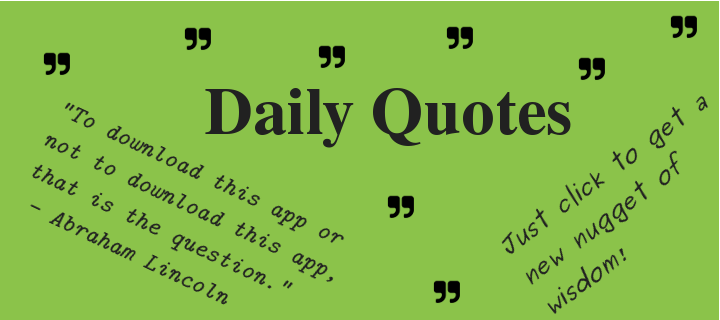 Daily Quotes
"To download this app or
not to download this app,
that is the question."
- Abraham Lincoln
Just click to get a
new nugget of
wisdom!